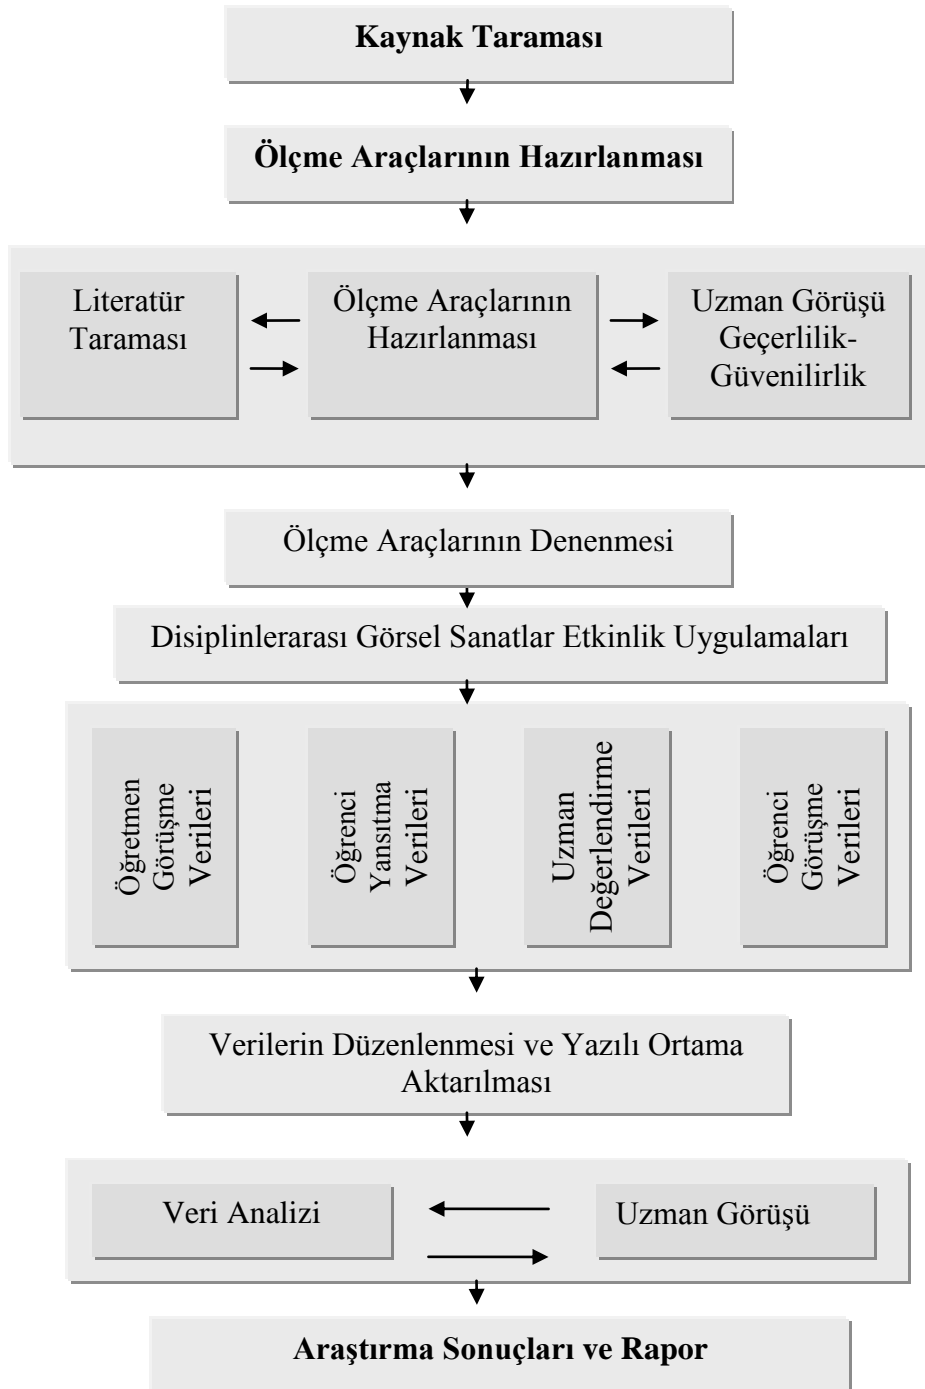 Kaynak Taraması
Ölçme Araçlarının Hazırlanması
Literatür
Taraması
Ölçme Araçlarının
Hazırlanması
Uzman Görüşü
Geçerlilik-
Güvenilirlik
Ölçme Araçlarının Denenmesi
Disiplinlerarası Görsel Sanatlar Etkinlik Uygulamaları
Öğretmen
Görüşme
Verileri
Öğrenci
Yansıtma
Verileri
Uzman
Değerlendirme
Verileri
Öğrenci
Görüşme
Verileri
Verilerin Düzenlenmesi ve Yazılı Ortama
Aktarılması
Veri Analizi
Uzman Görüşü
Araştırma Sonuçları ve Rapor